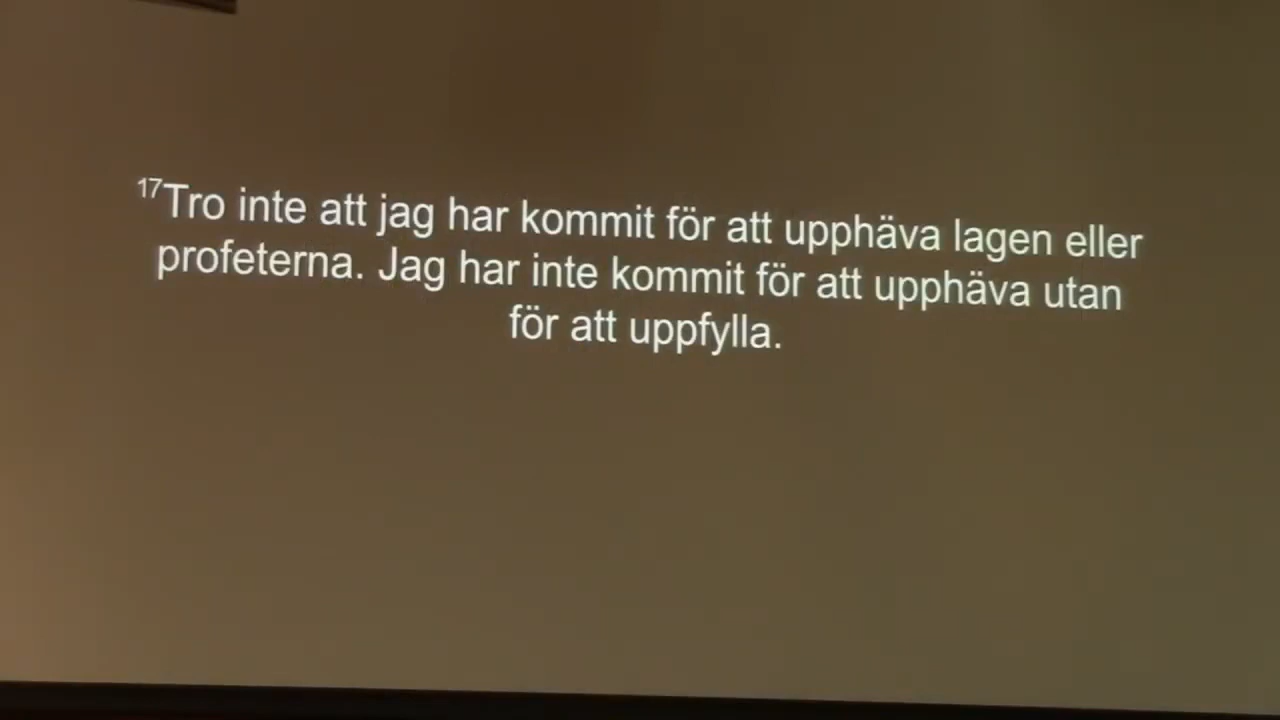 ¹⁷Tro inte att jag har kommit för att upphäva lagen eller
profeterna. Jag har inte kommit för att upphäva utan
för att uppfylla.